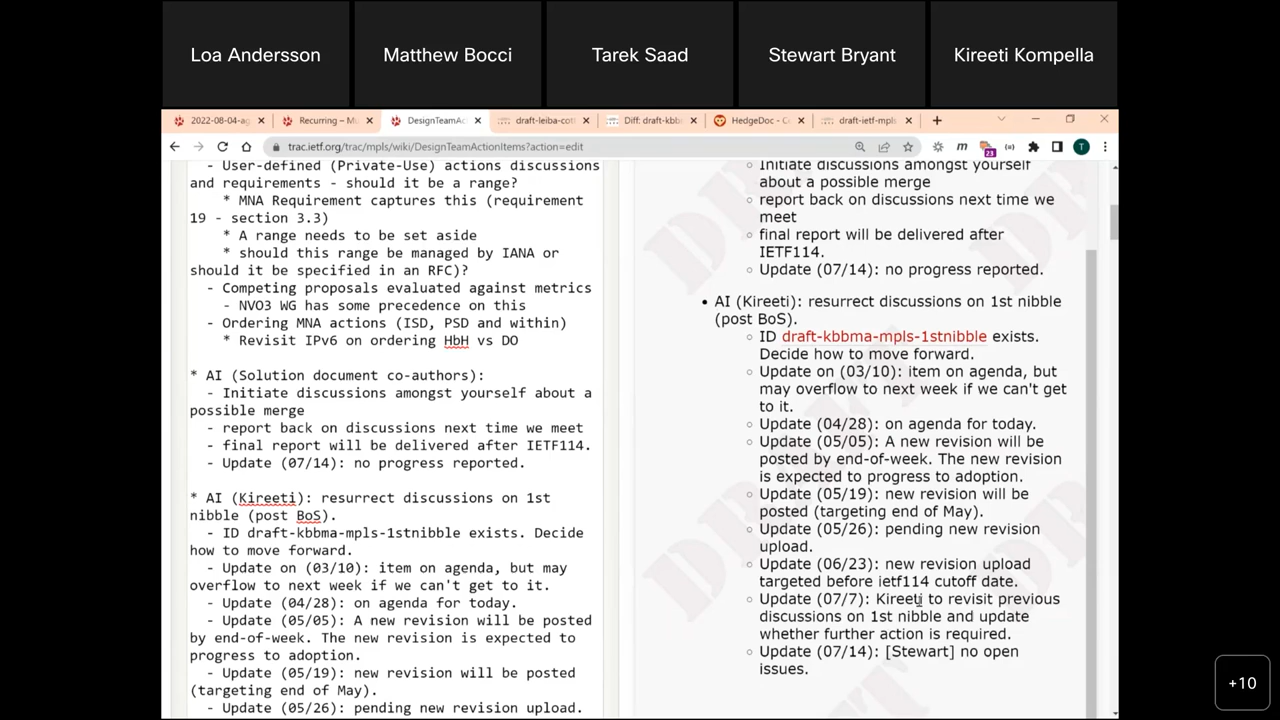 Loa Andersson
Matthew Bocci
Tarek Saad
Stewart Bryant
Kireeti Kompella
2022-08-04-ag
Recurring – M
DesignTeamAc
draft-leiba-cot
Diff: draft-kbb
HedgeDoc - C
draft-ietf-mpls
trac.ietf.org/trac/mpls/wiki/DesignTeamActionItems?action=edit
23
T
- User-defined (Private-Use) actions discussions
and requirements - should it be a range?
* MNA Requirement captures this (requirement
19 - section 3.3)
* A range needs to be set aside
* should this range be managed by IANA or
should it be specified in an RFC)?
- Competing proposals evaluated against metrics
- NVO3 WG has some precedence on this
- Ordering MNA actions (ISD, PSD and within)
* Revisit IPv6 on ordering HbH vs DO
* AI (Solution document co-authors):
- Initiate discussions amongst yourself about a
possible merge
- report back on discussions next time we meet
- final report will be delivered after IETF114.
- Update (07/14): no progress reported.
* AI (Kireeti): resurrect discussions on 1st
nibble (post BoS).
- ID draft-kbbma-mpls-1stnibble exists. Decide
how to move forward.
- Update on (03/10): item on agenda, but may
overflow to next week if we can't get to it.
- Update (04/28): on agenda for today.
- Update (05/05): A new revision will be posted
by end-of-week. The new revision is expected to
progress to adoption.
- Update (05/19): new revision will be posted
(targeting end of May).
- Update (05/26): pending new revision upload.
Initiate discussions amongst yourself
about a possible merge
report back on discussions next time we
meet
final report will be delivered after
IETF114.
Update (07/14): no progress reported.
AI (Kireeti): resurrect discussions on 1st nibble
(post BoS).
ID draft-kbbma-mpls-1stnibble exists.
Decide how to move forward.
Update on (03/10): item on agenda, but
may overflow to next week if we can't get
to it.
Update (04/28): on agenda for today.
Update (05/05): A new revision will be
posted by end-of-week. The new revision
is expected to progress to adoption.
Update (05/19): new revision will be
posted (targeting end of May).
Update (05/26): pending new revision
upload.
Update (06/23): new revision upload
targeted before ietf114 cutoff date.
Update (07/7): Kireeti to revisit previous
discussions on 1st nibble and update
whether further action is required.
Update (07/14): [Stewart] no open
issues.
+10